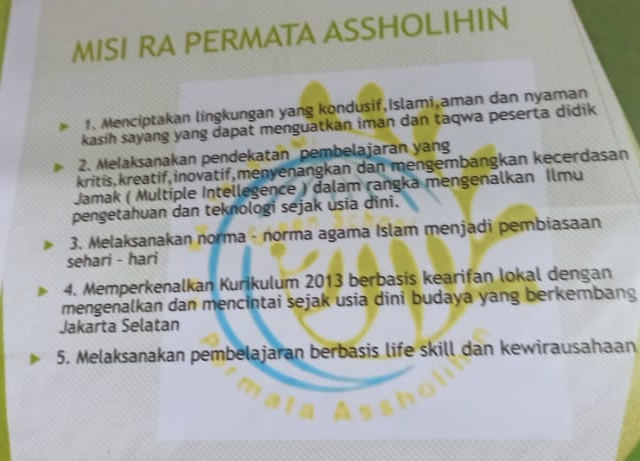 MISI RA PERMATA ASSHOLIHIN
1. Menciptakan lingkungan yang kondusif,Islami,aman dan nyaman
kasih sayang yang dapat menguatkan iman dan taqwa peserta didik
2. Melaksanakan pendekatan pembelajaran yang
kritis,kreatif,inovatif,menyenangkan dan mengembangkan kecerdasan
Jamak ( Multiple Intellegence ) dalam rangka mengenalkan Ilmu
pengetahuan dan teknologi sejak usia dini.
3. Melaksanakan norma - norma agama Islam menjadi pembiasaan
sehari - hari
4. Memperkenalkan Kurikulum 2013 berbasis kearifan lokal dengan
mengenalkan dan mencintai sejak usia dini budaya yang berkembang
Jakarta Selatan
5. Melaksanakan pembelajaran berbasis life skill dan kewirausahaan
Permata Assholihin